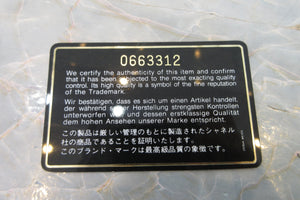 0663312
We certify the authenticity of this item and confirm
that it has been subjected to the most exacting quality
control. Its high quality is a symbol of the fine reputation
of the Trademark.
Wir bestätigen, dass es sich um einen Artikel handelt,
der während seiner Herstellung strengsten Kontrollen
unterworfen war und dessen erstklassige Qualität
dem hohen Ansehen unserer Marke entspricht.
この製品は厳しい管理のもとに製造されたシャネル
社の商品であることを証明いたします。
このブランド・マークは最高級品質の象徴です。